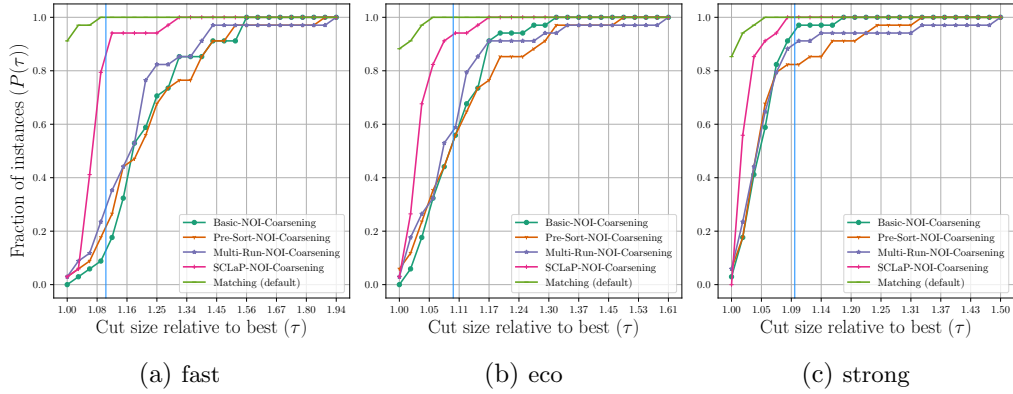 Fraction of instances (P(τ))
1.0
0.8
0.6
0.4
0.2
0.0
Basic-NOI-Coarsening
Pre-Sort-NOI-Coarsening
Multi-Run-NOI-Coarsening
SCLaP-NOI-Coarsening
Matching (default)
1.00 1.08 1.16 1.25 1.34 1.45 1.56 1.68 1.81 1.94
Cut size relative to best (τ)
(a) fast
1.0
0.8
0.6
0.4
0.2
0.0
Basic-NOI-Coarsening
Pre-Sort-NOI-Coarsening
Multi-Run-NOI-Coarsening
SCLaP-NOI-Coarsening
Matching (default)
1.00 1.05 1.11 1.17 1.24 1.30 1.37 1.45 1.53 1.61
Cut size relative to best (τ)
(b) eco
1.0
0.8
0.6
0.4
0.2
0.0
Basic-NOI-Coarsening
Pre-Sort-NOI-Coarsening
Multi-Run-NOI-Coarsening
SCLaP-NOI-Coarsening
Matching (default)
1.00 1.05 1.09 1.14 1.20 1.25 1.31 1.37 1.43 1.50
Cut size relative to best (τ)
(c) strong